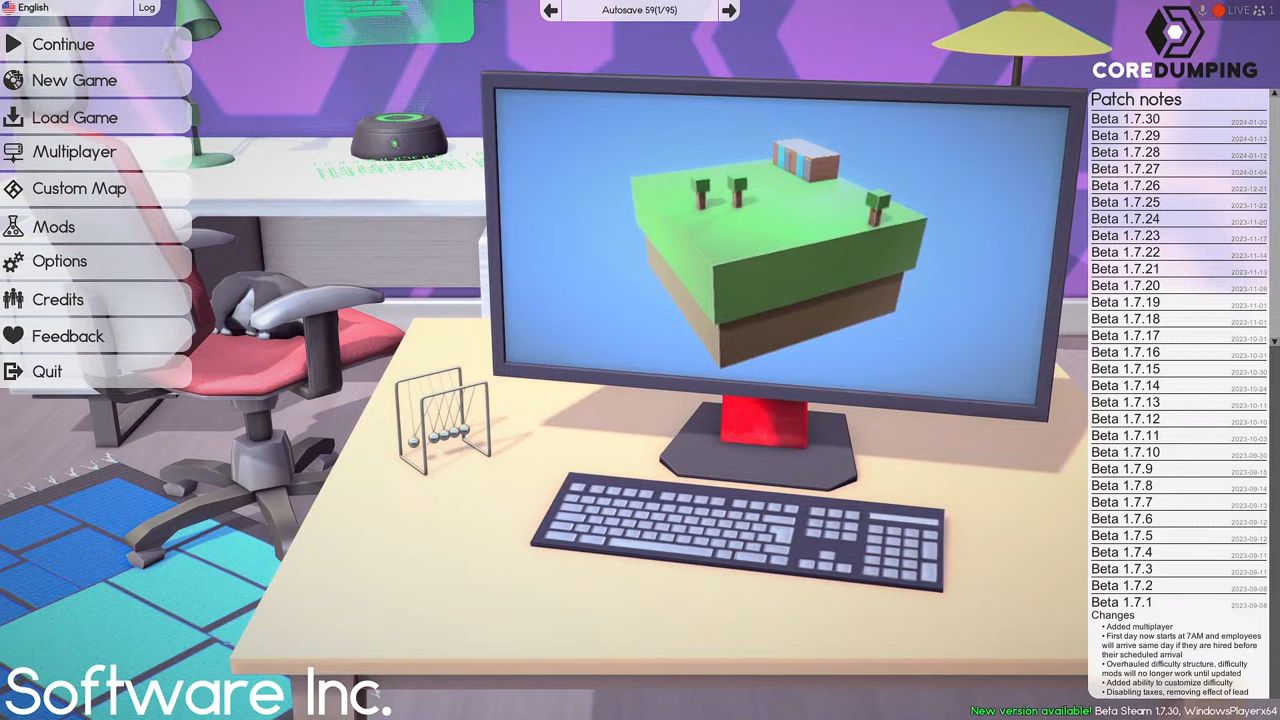 English
Log
Autosave 59(1/95)
LIVE 1
COREDUMPING
Continue
New Game
Load Game
Multiplayer
Custom Map
Mods
Options
Credits
Feedback
Quit
Patch notes
Beta 1.7.30 2024-01-30
Beta 1.7.29 2024-01-13
Beta 1.7.28 2024-01-12
Beta 1.7.27 2024-01-04
Beta 1.7.26 2023-12-21
Beta 1.7.25 2023-11-22
Beta 1.7.24 2023-11-20
Beta 1.7.23 2023-11-17
Beta 1.7.22 2023-11-14
Beta 1.7.21 2023-11-13
Beta 1.7.20 2023-11-09
Beta 1.7.19 2023-11-01
Beta 1.7.18 2023-11-01
Beta 1.7.17 2023-10-31
Beta 1.7.16 2023-10-31
Beta 1.7.15 2023-10-30
Beta 1.7.14 2023-10-24
Beta 1.7.13 2023-10-11
Beta 1.7.12 2023-10-10
Beta 1.7.11 2023-10-03
Beta 1.7.10 2023-09-30
Beta 1.7.9 2023-09-15
Beta 1.7.8 2023-09-14
Beta 1.7.7 2023-09-13
Beta 1.7.6 2023-09-12
Beta 1.7.5 2023-09-12
Beta 1.7.4 2023-09-11
Beta 1.7.3 2023-09-11
Beta 1.7.2 2023-09-08
Beta 1.7.1 2023-09-08
Changes
• Added multiplayer
• First day now starts at 7AM and employees
will arrive same day if they are hired before
their scheduled arrival
• Overhauled difficulty structure, difficulty
mods will no longer work until updated
• Added ability to customize difficulty
• Disabling taxes, removing effect of lead
Software Inc.
New version available! Beta Steam 1.7.30, WindowsPlayerx64